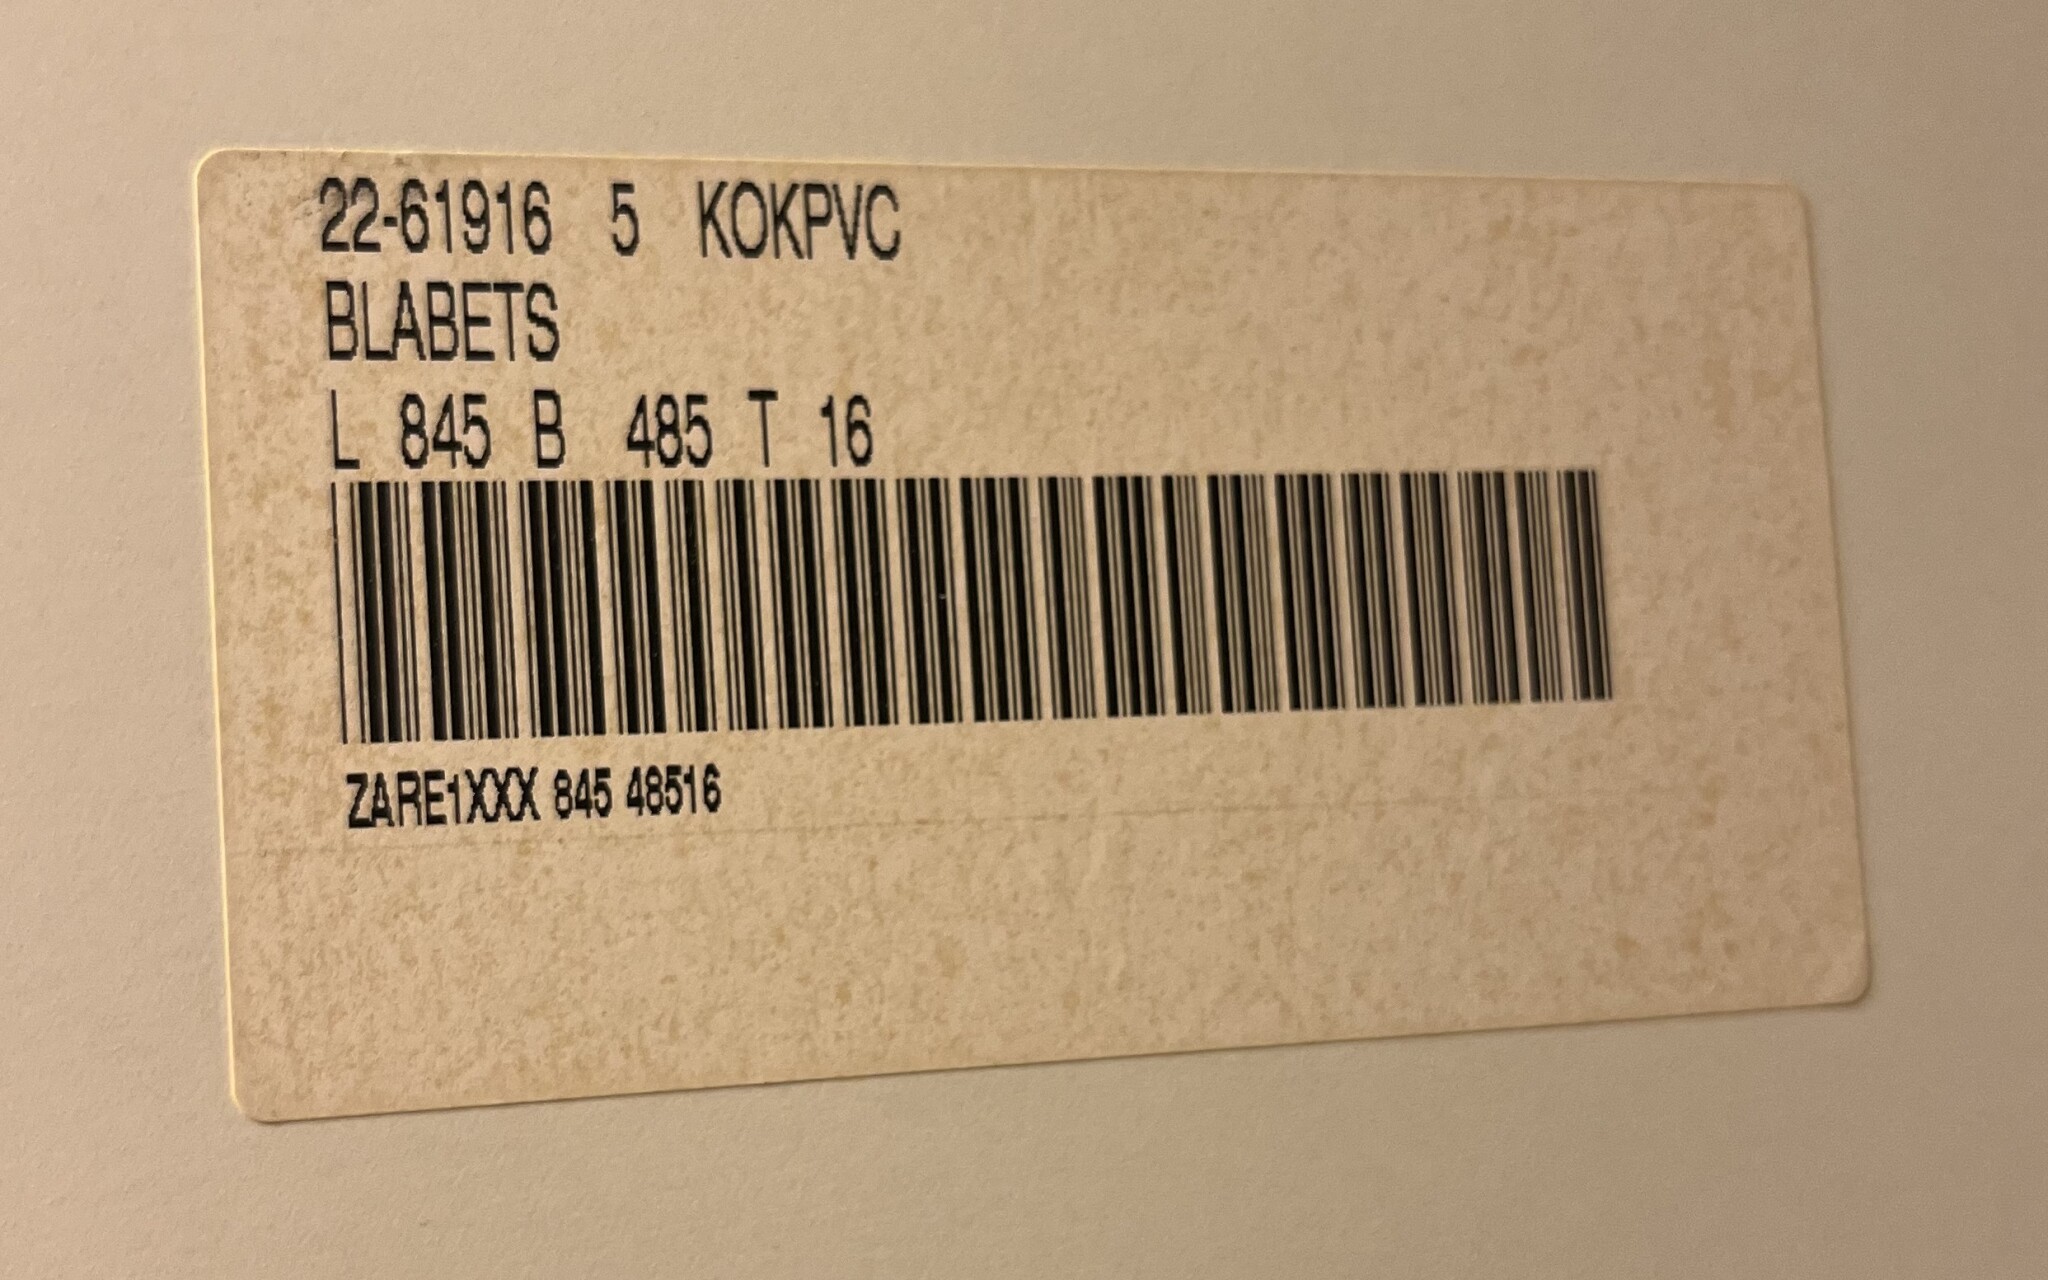 22-61916 5 KOKPVC
BLABETS
L 845 B 485 T 16
ZARE1XXX 845 48516